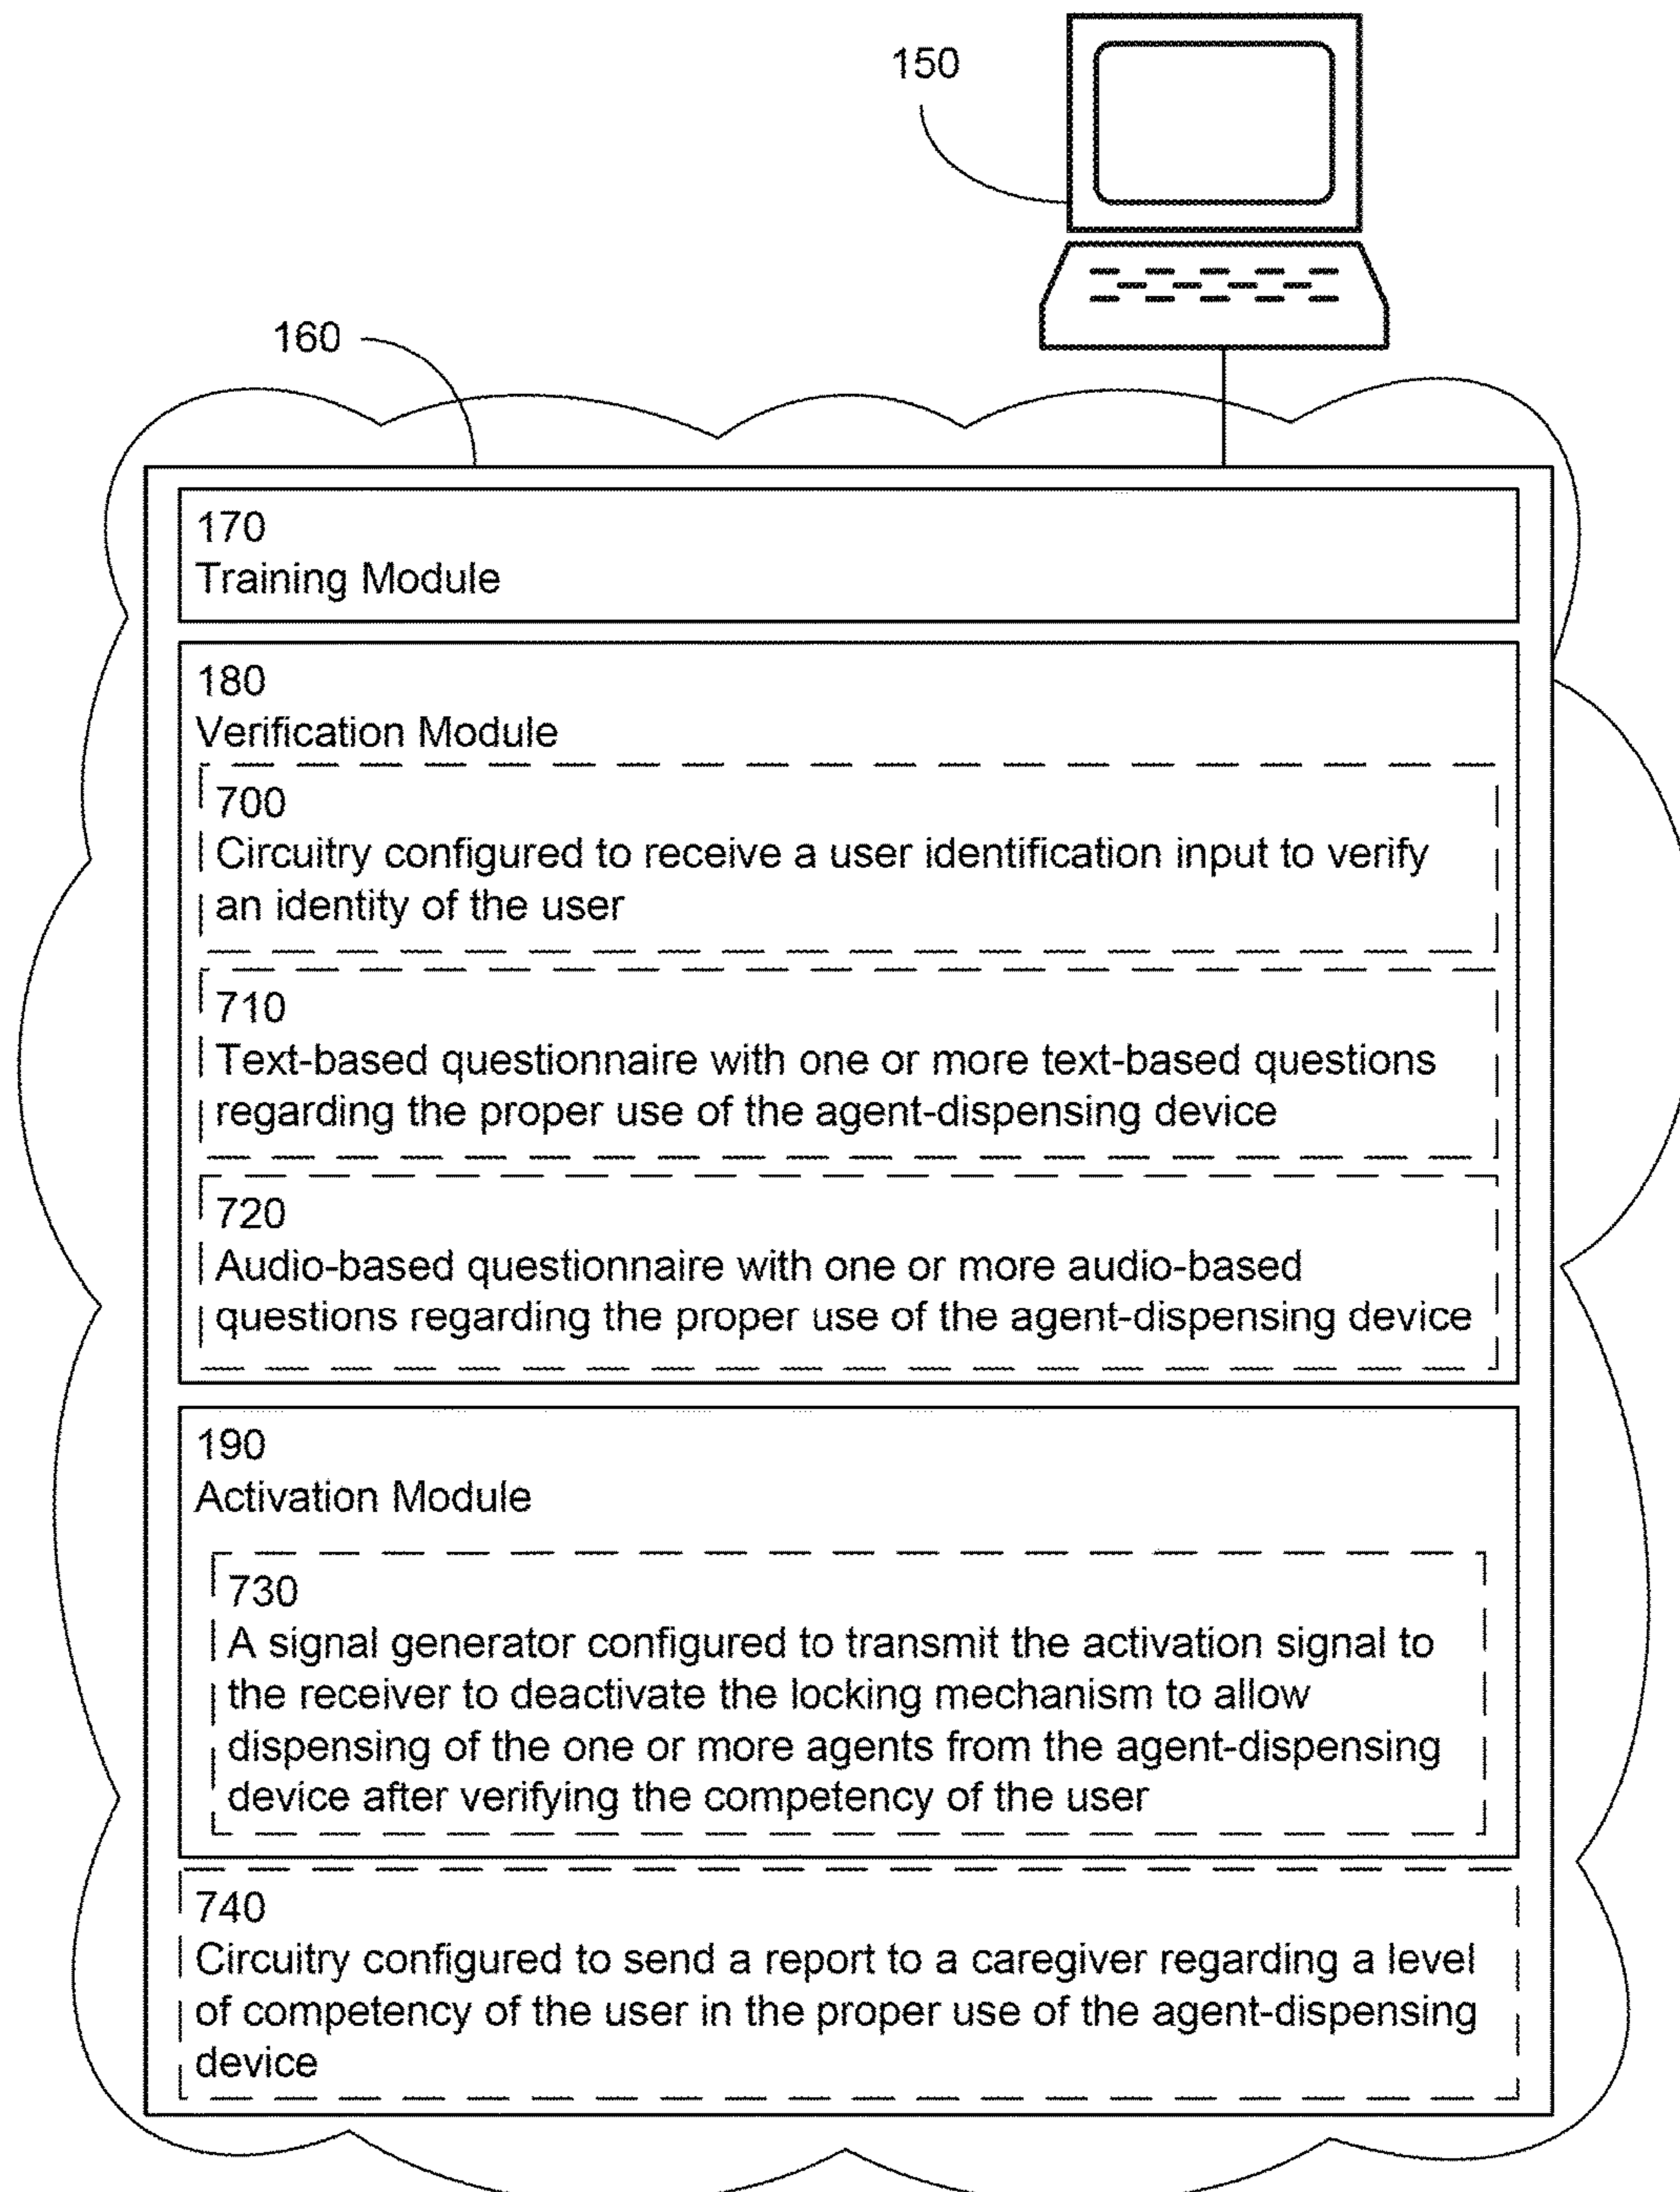 150
160
170
Training Module
180
Verification Module
700
Circuitry configured to receive a user identification input to verify
an identity of the user
710
Text-based questionnaire with one or more text-based questions
regarding the proper use of the agent-dispensing device
720
Audio-based questionnaire with one or more audio-based
questions regarding the proper use of the agent-dispensing device
190
Activation Module
730
A signal generator configured to transmit the activation signal to
the receiver to deactivate the locking mechanism to allow
dispensing of the one or more agents from the agent-dispensing
device after verifying the competency of the user
740
Circuitry configured to send a report to a caregiver regarding a level
of competency of the user in the proper use of the agent-dispensing
device